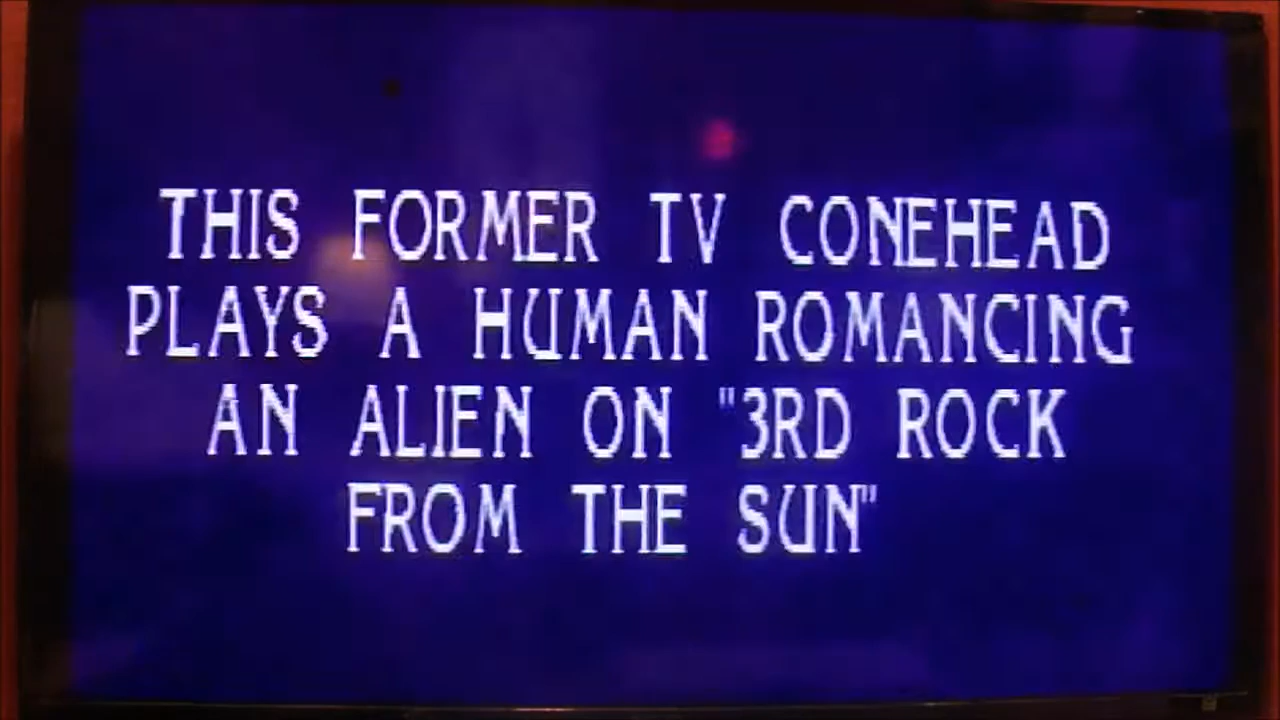 THIS FORMER TV CONEHEAD
PLAYS A HUMAN ROMANCING
AN ALIEN ON "3RD ROCK
FROM THE SUN"